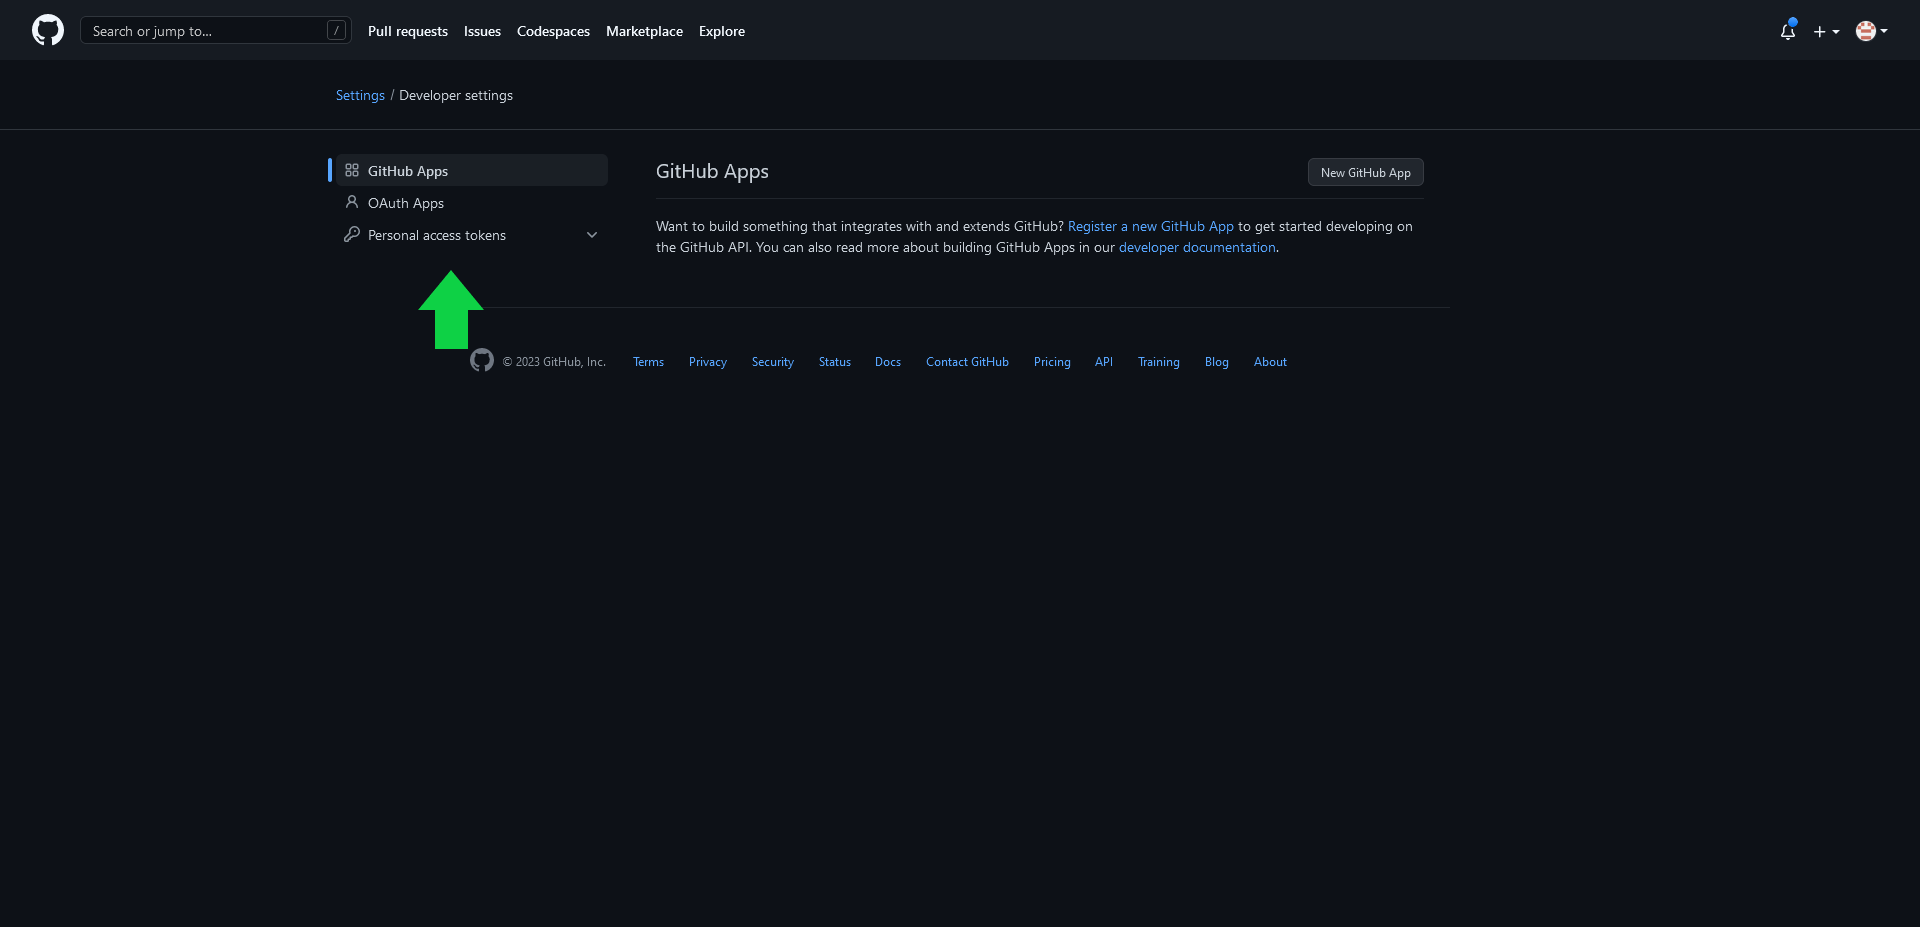 Search or jump to... /
Pull requests Issues Codespaces Marketplace Explore
Settings / Developer settings
GitHub Apps
OAuth Apps
Personal access tokens
GitHub Apps
New GitHub App
Want to build something that integrates with and extends GitHub? Register a new GitHub App to get started developing on
the GitHub API. You can also read more about building GitHub Apps in our developer documentation.
© 2023 GitHub, Inc. Terms Privacy Security Status Docs Contact GitHub Pricing API Training Blog About